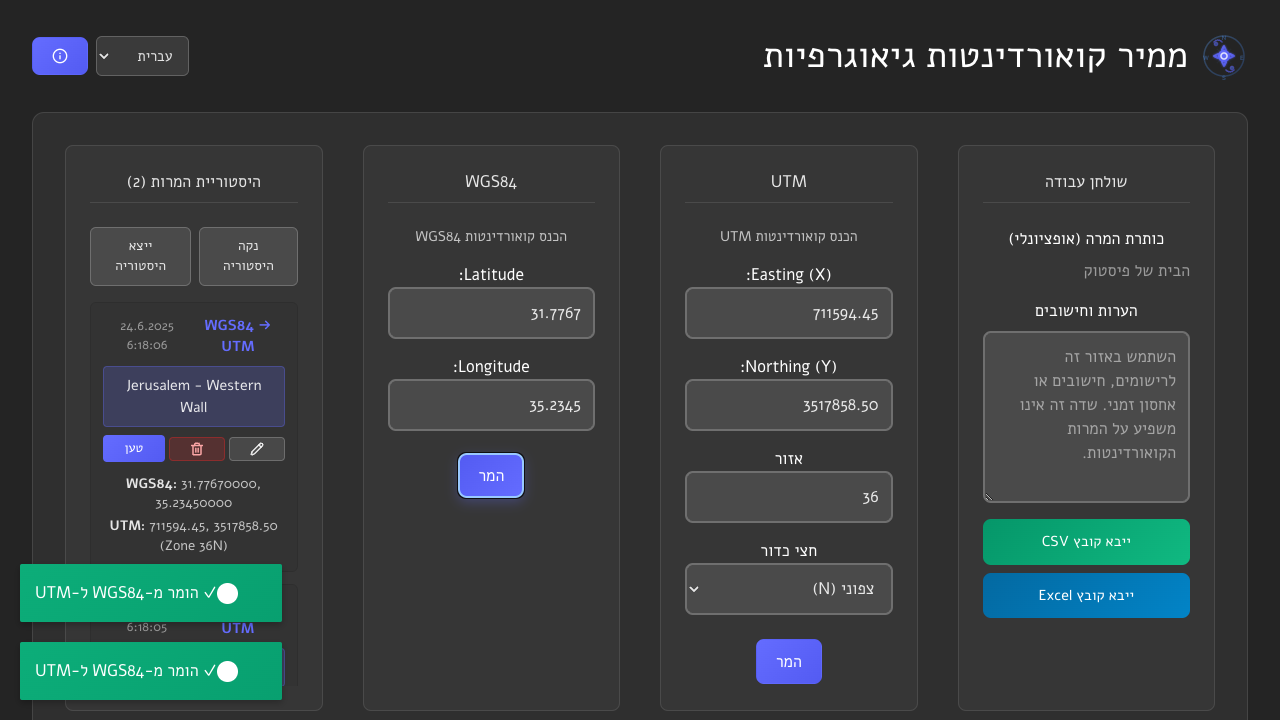 ממיר קואורדינטות גיאוגרפיות
עברית
שולחן עבודה
כותרת המרה (אופציונלי)
הבית של פיסטוק
הערות וחישובים
השתמש באזור זה
לרישומים, חישובים או
אחסון זמני. שדה זה אינו
משפיע על המרות
הקואורדינטות.
ייבא קובץ CSV
ייבא קובץ Excel
UTM
הכנס קואורדינטות UTM
Easting (X):
711594.45
Northing (Y):
3517858.50
אזור
36
חצי כדור
צפוני (N)
המר
WGS84
הכנס קואורדינטות WGS84
Latitude:
31.7767
Longitude:
35.2345
המר
היסטוריית המרות (2)
נקה
היסטוריה
ייצא
היסטוריה
WGS84 →
UTM
24.6.2025
6:18:06
Jerusalem - Western
Wall
טען
WGS84: 31.77670000,
35.23450000
UTM: 711594.45, 3517858.50
(Zone 36N)
UTM
6:18:05
✓ הומר מ-WGS84 ל-UTM
✓ הומר מ-WGS84 ל-UTM